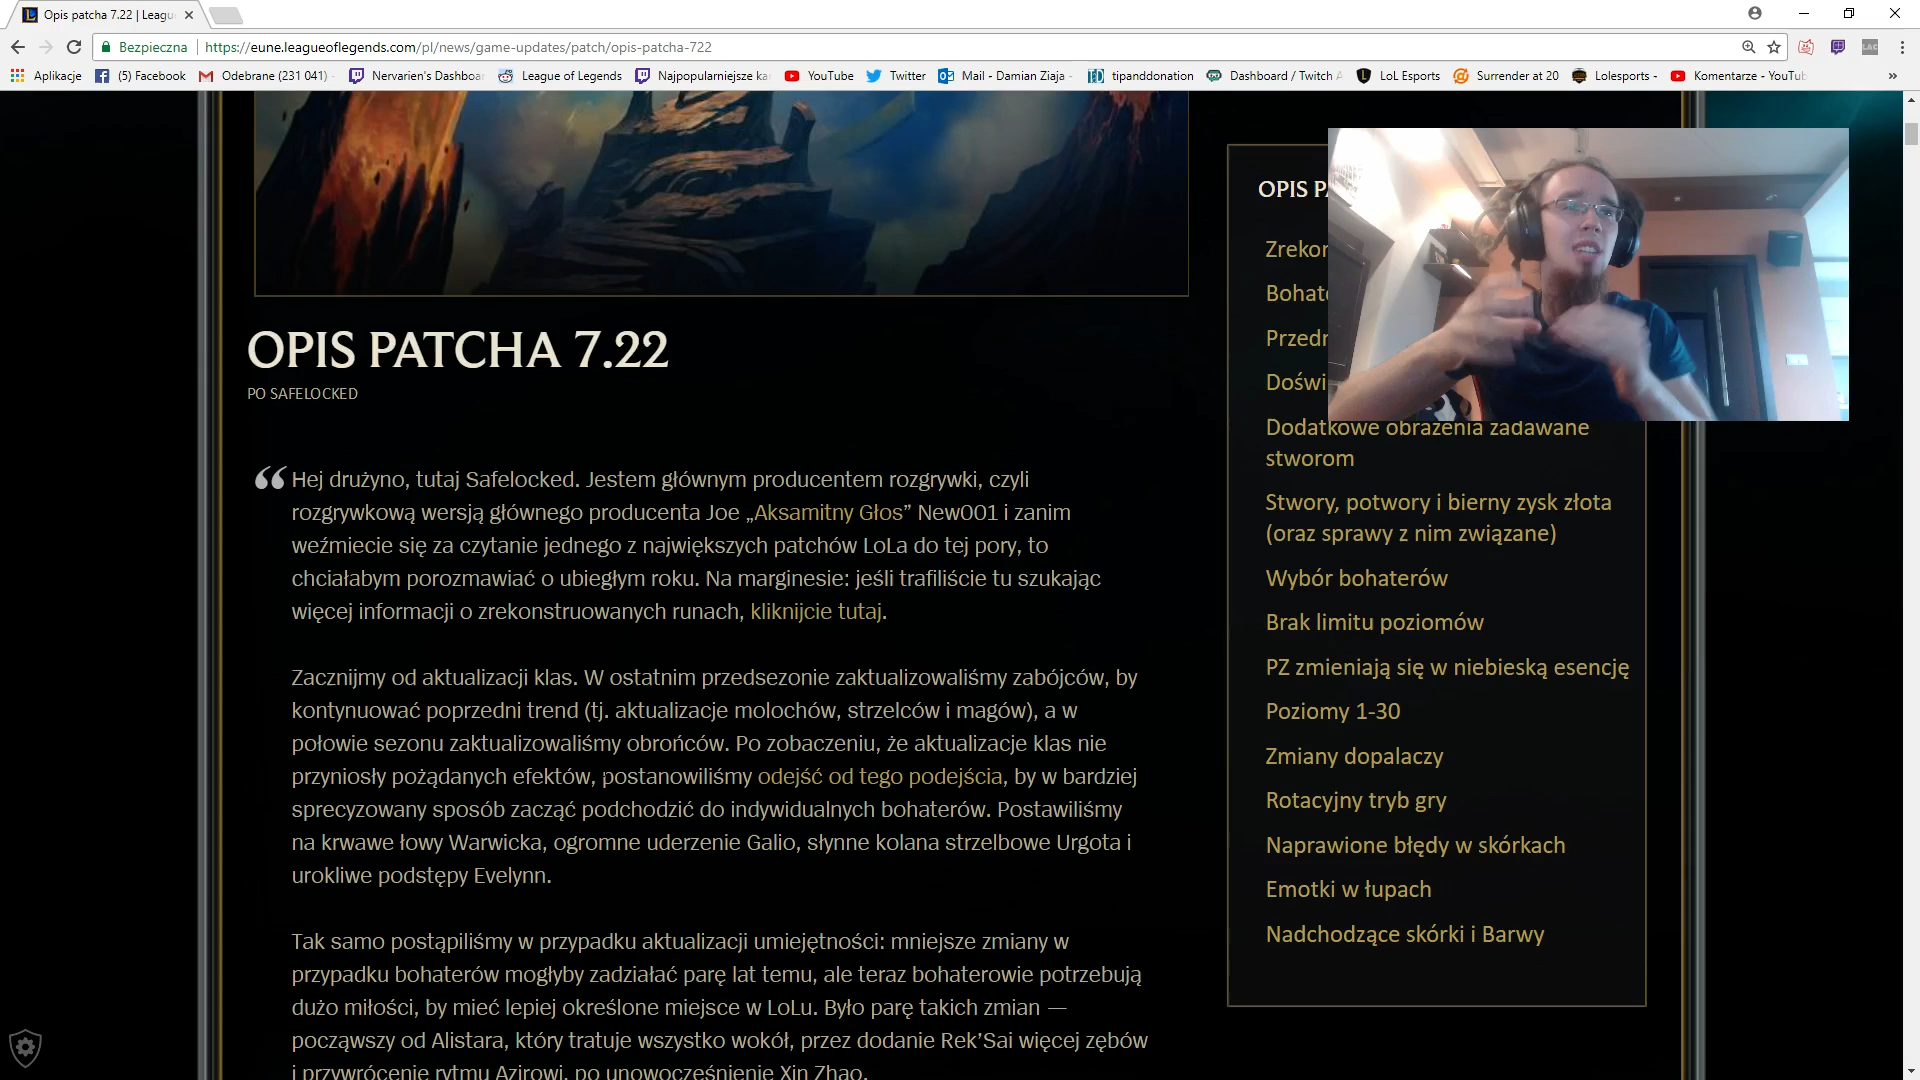 Opis patcha 7.22 | Leagu
Bezpieczna
https://eune.leagueoflegends.com/pl/news/game-updates/patch/opis-patcha-722
Aplikacje
(5) Facebook
Odebrane (231 041)
Nervarien's Dashboa
League of Legends
Najpopularniejsze ka
YouTube
Twitter
Mail - Damian Ziaja -
tipanddonation
Dashboard / Twitch A
LoL Esports
Surrender at 20
Lolesports -
Komentarze - YouTub
OPIS PATCHA 7.22
PO SAFELOCKED
“ Hej drużyno, tutaj Safelocked. Jestem głównym producentem rozgrywki, czyli
rozgrywkową wersją głównego producenta Joe „Aksamitny Głos” New001 i zanim
weźmiecie się za czytanie jednego z największych patchów LoLa do tej pory, to
chciałabym porozmawiać o ubiegłym roku. Na marginesie: jeśli trafiliście tu szukając
więcej informacji o zrekonstruowanych runach, kliknijcie tutaj.
Zacznijmy od aktualizacji klas. W ostatnim przedsezonie zaktualizowaliśmy zabójców, by
kontynuować poprzedni trend (tj. aktualizacje molochów, strzelców i magów), a w
połowie sezonu zaktualizowaliśmy obrońców. Po zobaczeniu, że aktualizacje klas nie
przyniosły pożądanych efektów, postanowiliśmy odejść od tego podejścia, by w bardziej
sprecyzowany sposób zacząć podchodzić do indywidualnych bohaterów. Postawiliśmy
na krwawe łowy Warwicka, ogromne uderzenie Galio, słynne kolana strzelbowe Urgota i
urokliwe podstępy Evelynn.
Tak samo postąpiliśmy w przypadku aktualizacji umiejętności: mniejsze zmiany w
przypadku bohaterów mogłyby zadziałać parę lat temu, ale teraz bohaterowie potrzebują
dużo miłości, by mieć lepiej określone miejsce w LoLu. Było parę takich zmian —
począwszy od Alistara, który tratuje wszystko wokół, przez dodanie Rek’Sai więcej zębów
i przywrócenie rytmu Azirowi, po unowocześnienie Xin Zhao.
OPIS PA
Zrekon
Bohate
Przedm
Doświ
Dodatkowe obrażenia zadawane
stworom
Stwory, potwory i bierny zysk złota
(oraz sprawy z nim związane)
Wybór bohaterów
Brak limitu poziomów
PZ zmieniają się w niebieską esencję
Poziomy 1-30
Zmiany dopalaczy
Rotacyjny tryb gry
Naprawione błędy w skórkach
Emotki w łupach
Nadchodzące skórki i Barwy